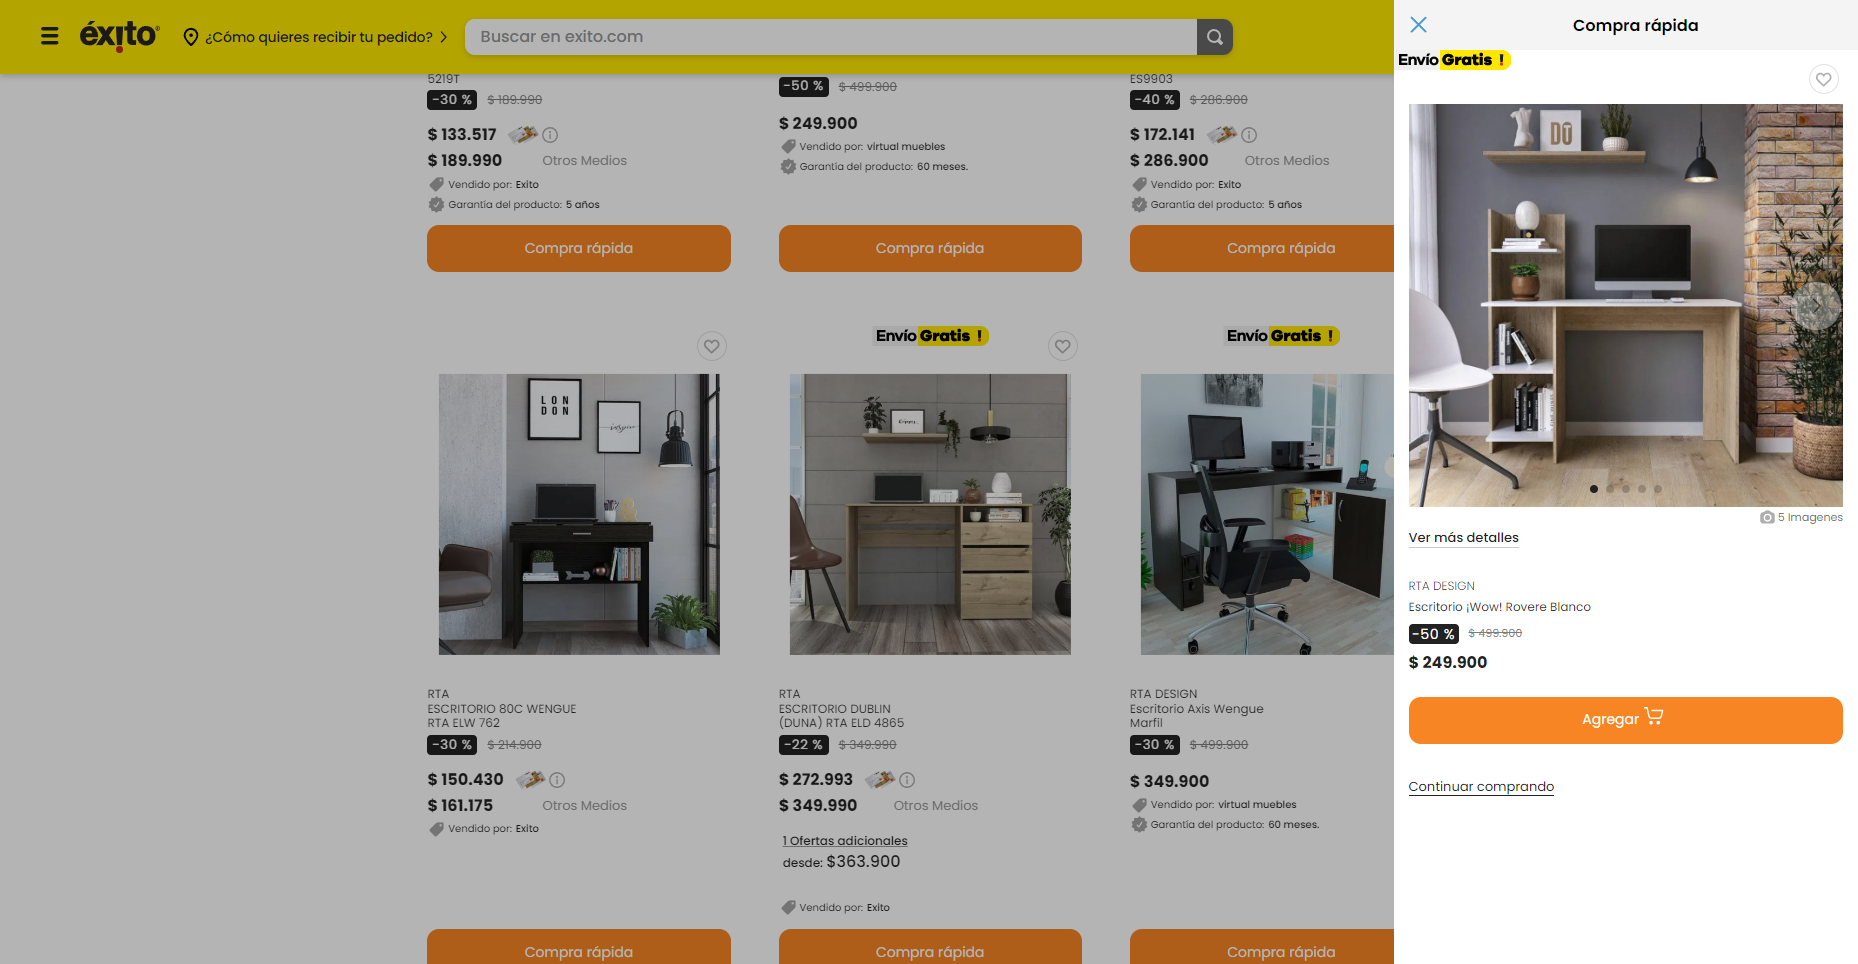 éxito
¿Cómo quieres recibir tu pedido?
Buscar en exito.com
5219T
-30 % $ 189.990
$ 133.517
$ 189.990 Otros Medios
Vendido por: Exito
Garantía del producto: 5 años
Compra rápida
-50 % $ 499.900
$ 249.900
Vendido por: virtual muebles
Garantía del producto: 60 meses.
Compra rápida
ES9903
-40 % $ 286.900
$ 172.141
$ 286.900 Otros Medios
Vendido por: Exito
Garantía del producto: 5 años
Compra rápida
LON
DON
inspire
RTA
ESCRITORIO 80C WENGUE
RTA ELW 762
-30 % $ 214.900
$ 150.430
$ 161.175 Otros Medios
Vendido por: Exito
Compra rápida
Envío Gratis !
RTA
ESCRITORIO DUBLIN
(DUNA) RTA ELD 4865
-22 % $ 349.990
$ 272.993
$ 349.990 Otros Medios
1 Ofertas adicionales
desde: $363.900
Vendido por: Exito
Compra rápida
Envío Gratis !
RTA DESIGN
Escritorio Axis Wengue
Marfil
-30 % $ 499.900
$ 349.900
Vendido por: virtual muebles
Garantía del producto: 60 meses.
Compra rápida
Compra rápida
Envío Gratis !
5 Imagenes
Ver más detalles
RTA DESIGN
Escritorio ¡Wow! Rovere Blanco
-50 % $ 499.900
$ 249.900
Agregar
Continuar comprando